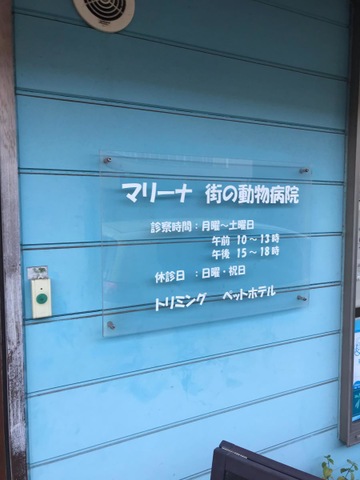 マリーナ 街の動物病院
診察時間：月曜〜土曜日
午前 10〜13時
午後 15〜18時
休診日 ：日曜・祝日
トリミング ペットホテル